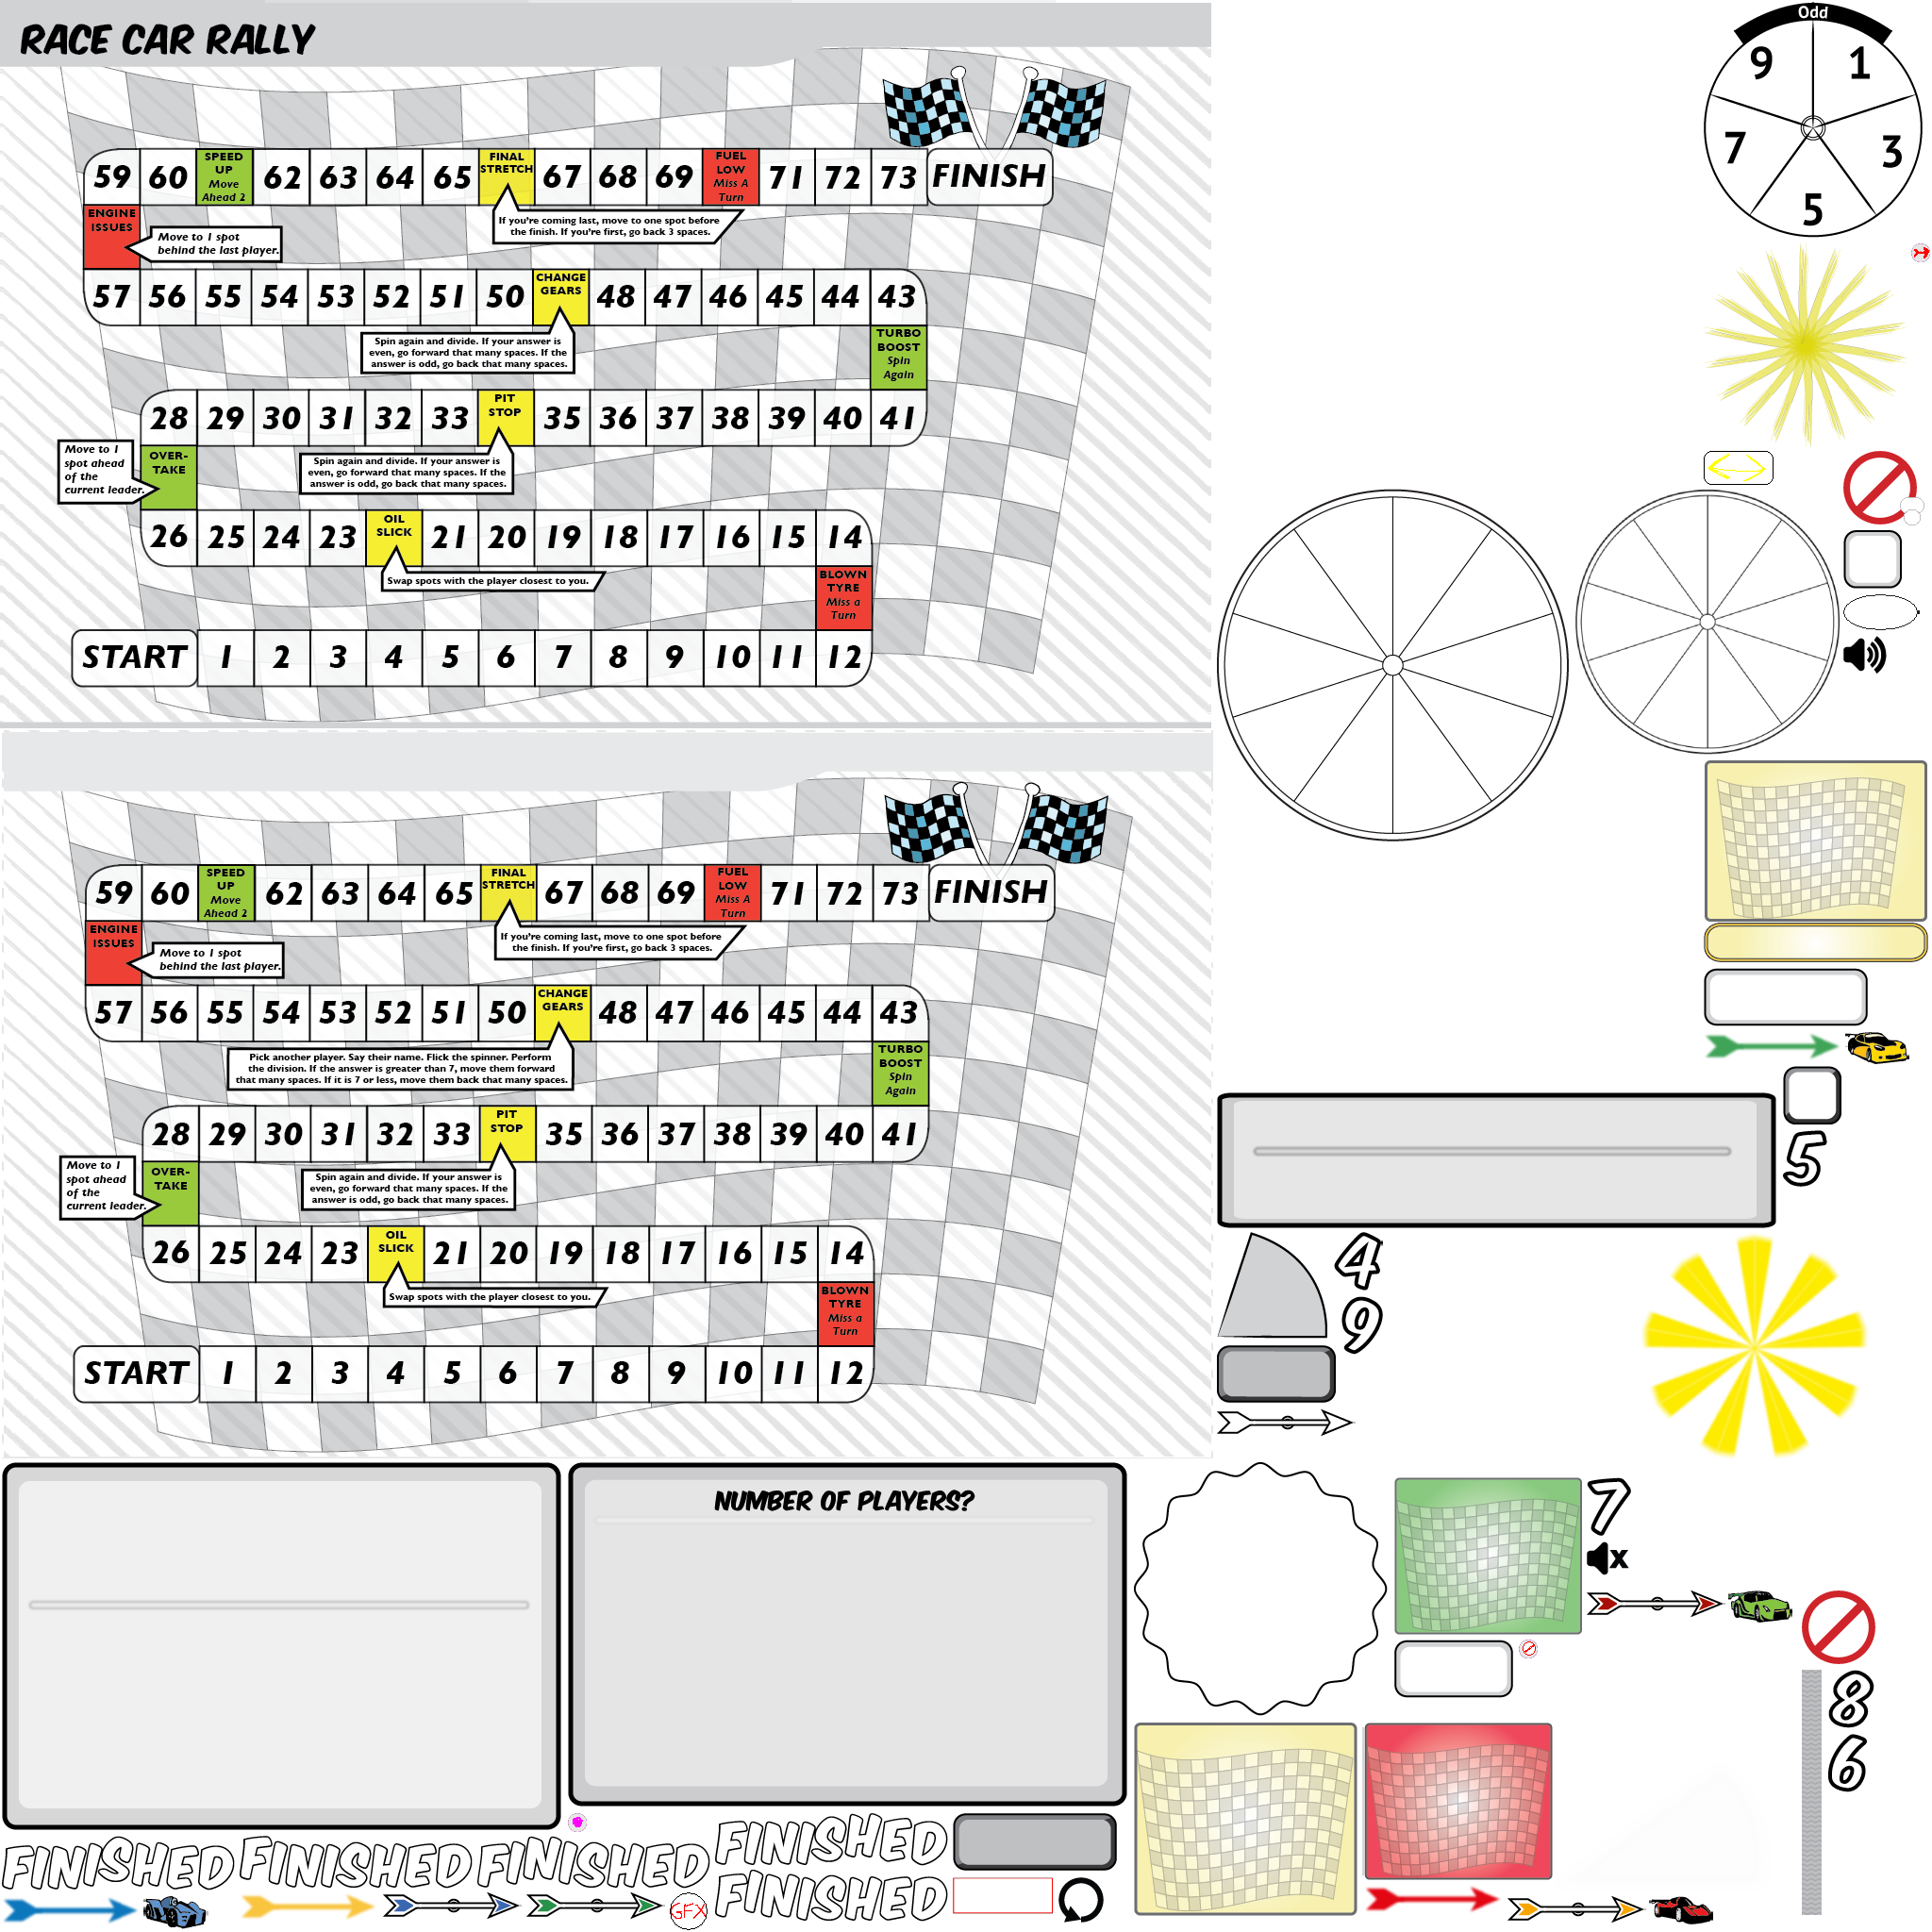 RACE CAR RALLY
59 60 SPEED UP Move Ahead 2 62 63 64 65 FINAL STRETCH 67 68 69 FUEL LOW Miss A Turn 71 72 73 FINISH
If you're coming last, move to one spot before
the finish. If you're first, go back 3 spaces.
ENGINE
ISSUES
Move to 1 spot
behind the last player.
57 56 55 54 53 52 51 50 CHANGE GEARS 48 47 46 45 44 43
Spin again and divide. If your answer is
even, go forward that many spaces. If the
answer is odd, go back that many spaces.
TURBO
BOOST
Spin
Again
28 29 30 31 32 33 PIT STOP 35 36 37 38 39 40 41
Move to 1
spot ahead
of the
current leader.
OVER-
TAKE
Spin again and divide. If your answer is
even, go forward that many spaces. If the
answer is odd, go back that many spaces.
26 25 24 23 OIL SLICK 21 20 19 18 17 16 15 14
Swap spots with the player closest to you.
BLOWN
TYRE
Miss a
Turn
START 1 2 3 4 5 6 7 8 9 10 11 12
Odd
9 1
7 3
5
59 60 SPEED UP Move Ahead 2 62 63 64 65 FINAL STRETCH 67 68 69 FUEL LOW Miss A Turn 71 72 73 FINISH
If you're coming last, move to one spot before
the finish. If you're first, go back 3 spaces.
ENGINE
ISSUES
Move to 1 spot
behind the last player.
57 56 55 54 53 52 51 50 CHANGE GEARS 48 47 46 45 44 43
Pick another player. Say their name. Flick the spinner. Perform
the division. If the answer is greater than 7, move them forward
that many spaces. If it is 7 or less, move them back that many spaces.
TURBO
BOOST
Spin
Again
28 29 30 31 32 33 PIT STOP 35 36 37 38 39 40 41
Move to 1
spot ahead
of the
current leader.
OVER-
TAKE
Spin again and divide. If your answer is
even, go forward that many spaces. If the
answer is odd, go back that many spaces.
26 25 24 23 OIL SLICK 21 20 19 18 17 16 15 14
Swap spots with the player closest to you.
BLOWN
TYRE
Miss a
Turn
START 1 2 3 4 5 6 7 8 9 10 11 12
5
4
9
NUMBER OF PLAYERS?
7
x
8
6
FINISHED FINISHED FINISHED FINISHED
FINISHED
GFX